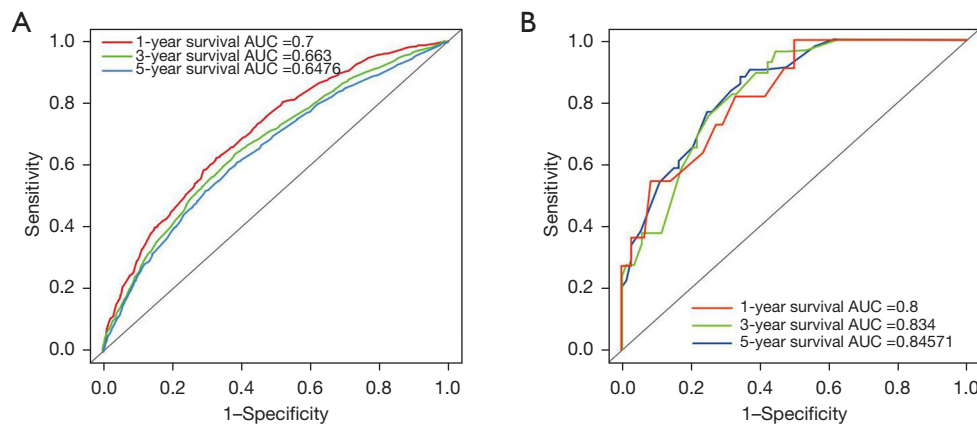 A
1.0
0.8
0.6
0.4
0.2
0.0
Sensitivity
1-year survival AUC =0.7
3-year survival AUC =0.663
5-year survival AUC =0.6476
0.0 0.2 0.4 0.6 0.8 1.0
1–Specificity
B
1.0
0.8
0.6
0.4
0.2
0.0
Sensitivity
1-year survival AUC =0.8
3-year survival AUC =0.834
5-year survival AUC =0.84571
0.0 0.2 0.4 0.6 0.8 1.0
1–Specificity